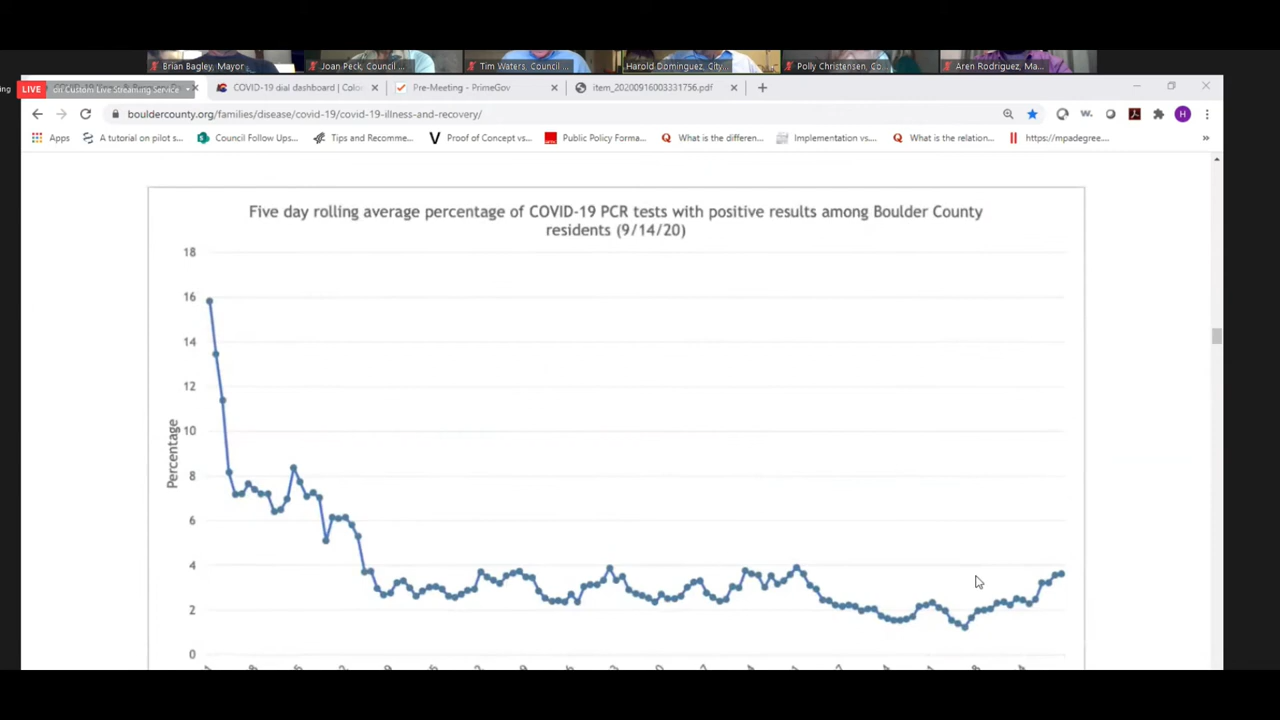 Brian Bagley, Mayor
Joan Peck, Council ...
Tim Waters, Council ...
Harold Dominguez, City...
Polly Christensen, Co...
Aren Rodriguez, Ma...
LIVE
Custom Live Streaming Service
COVID-19 dial dashboard | Colo
Pre-Meeting - PrimeGov
item_20200916003331756.pdf
bouldercounty.org/families/disease/covid-19/covid-19-illness-and-recovery/
H
Apps
A tutorial on pilot s...
Council Follow Ups...
Tips and Recomme...
Proof of Concept vs...
Public Policy Forma...
What is the differen...
Implementation vs....
What is the relation...
https://mpadegree....
Five day rolling average percentage of COVID-19 PCR tests with positive results among Boulder County
residents (9/14/20)
Percentage
18
16
14
12
10
8
6
4
2
0